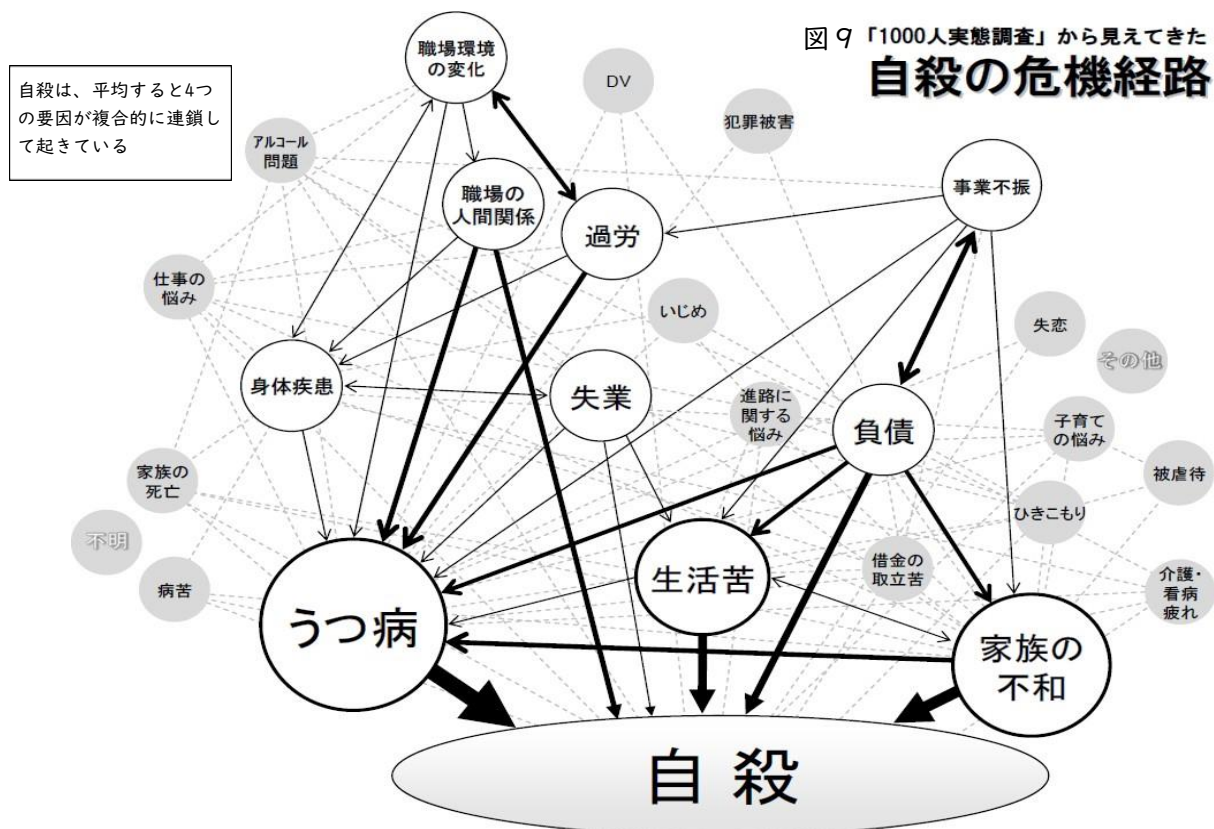 図9「1000人実態調査」から見えてきた
自殺の危機経路
自殺は、平均すると4つ
の要因が複合的に連鎖し
て起きている
職場環境
の変化
DV
犯罪被害
アルコール
問題
職場の
人間関係
過労
事業不振
仕事の
悩み
いじめ
失恋
その他
身体疾患
失業
進路に
関する
悩み
負債
子育て
の悩み
家族の
死亡
被虐待
不明
ひきこもり
病苦
うつ病
生活苦
借金の
取立苦
介護・
看病
疲れ
家族の
不和
自殺